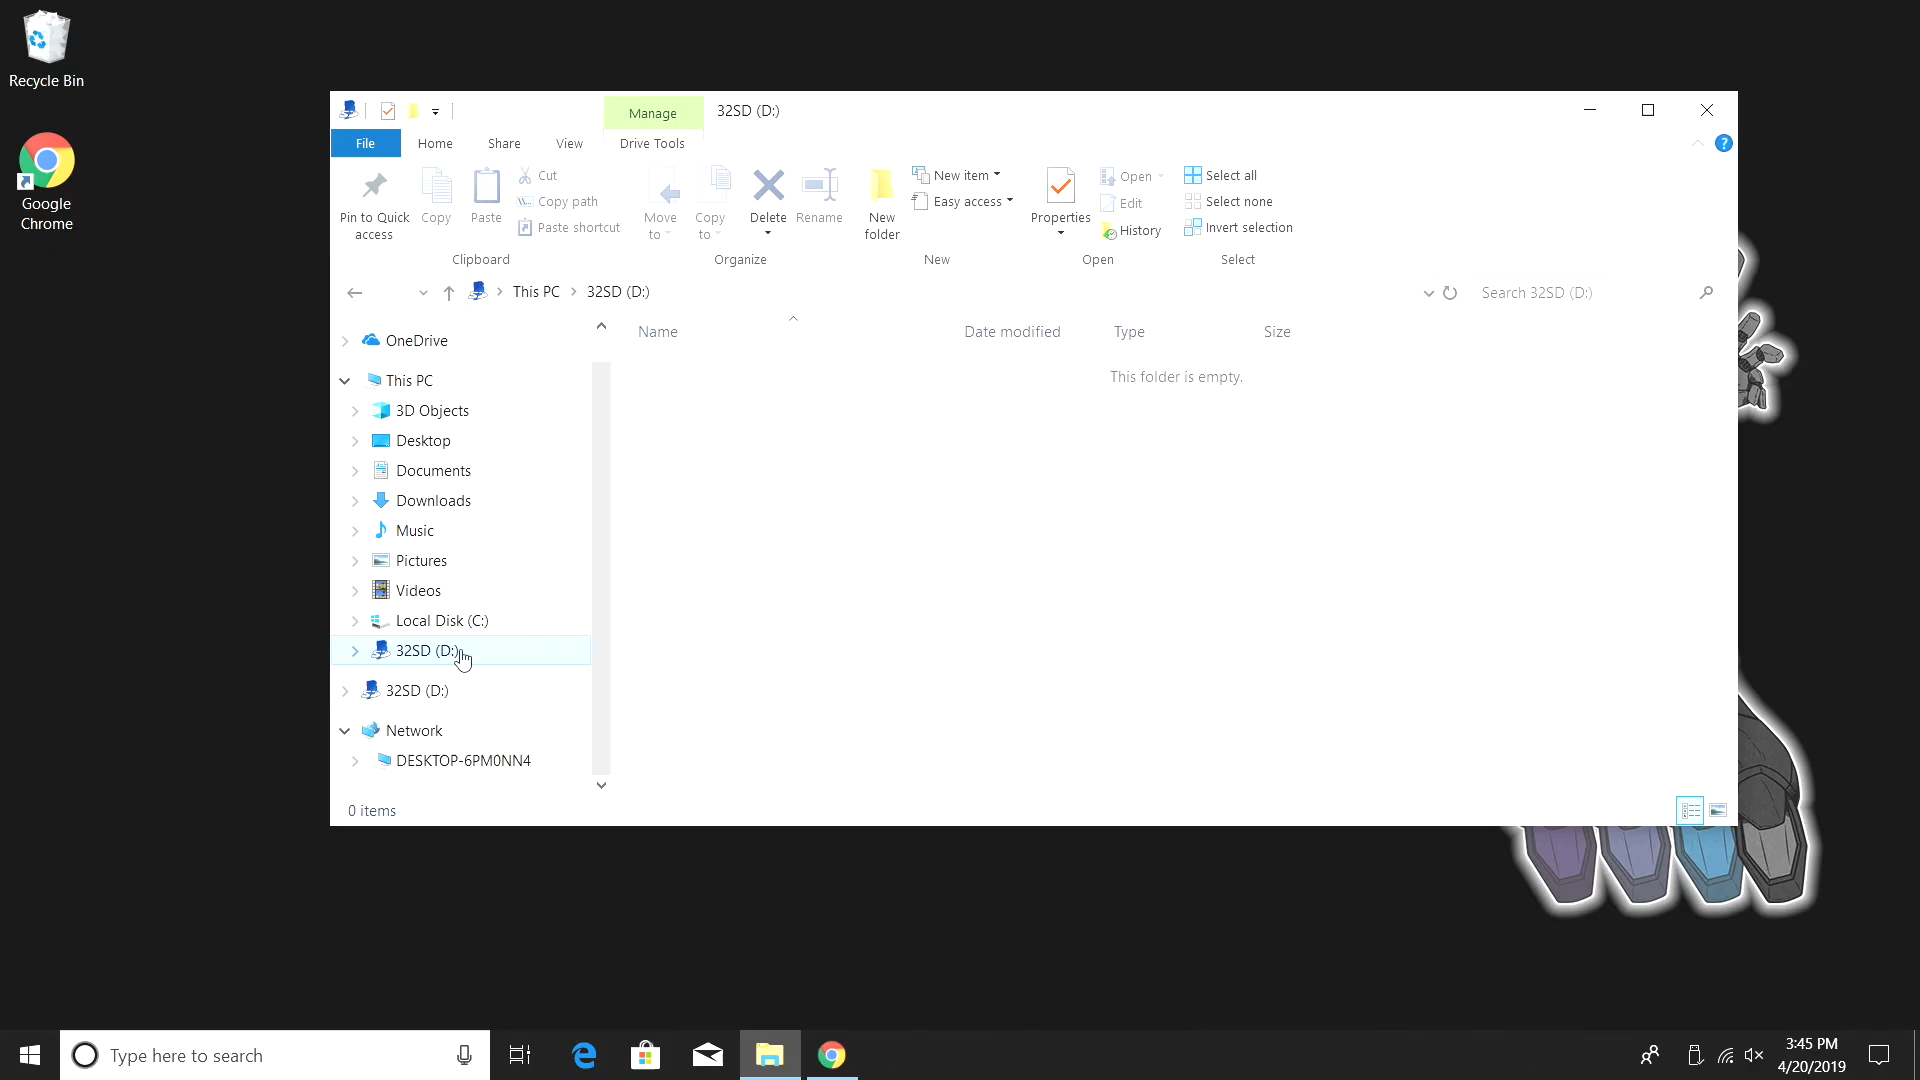 Recycle Bin
Google
Chrome
Manage
32SD (D:)
File
Home
Share
View
Drive Tools
?
Pin to Quick
access
Copy
Paste
Cut
Copy path
Paste shortcut
Clipboard
Move
to
Copy
to
Delete
Rename
Organize
New
folder
New item
Easy access
New
Properties
Open
Edit
History
Open
Select all
Select none
Invert selection
Select
This PC
32SD (D:)
Search 32SD (D:)
OneDrive
This PC
3D Objects
Desktop
Documents
Downloads
Music
Pictures
Videos
Local Disk (C:)
32SD (D:)
32SD (D:)
Network
DESKTOP-6PM0NN4
Name
Date modified
Type
Size
This folder is empty.
0 items
Type here to search
3:45 PM
4/20/2019